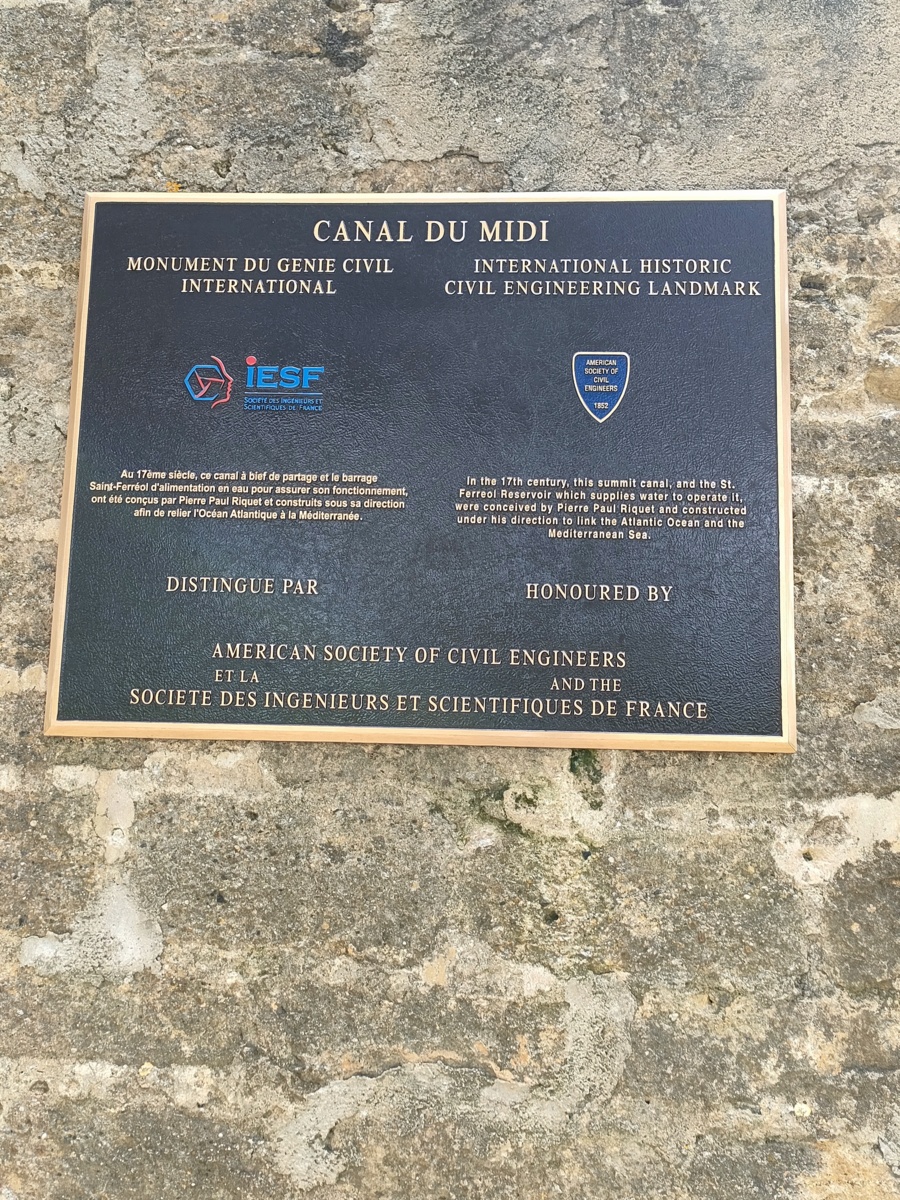 CANAL DU MIDI
MONUMENT DU GENIE CIVIL
INTERNATIONAL
INTERNATIONAL HISTORIC
CIVIL ENGINEERING LANDMARK
iESF
SOCIÉTÉ DES INGÉNIEURS ET
SCIENTIFIQUES DE FRANCE
AMERICAN
SOCIETY OF
CIVIL
ENGINEERS
1852
Au 17ème siècle, ce canal à bief de partage et le barrage
Saint-Ferréol d'alimentation en eau pour assurer son fonctionnement,
ont été conçus par Pierre Paul Riquet et construits sous sa direction
afin de relier l'Océan Atlantique à la Méditerranée.
In the 17th century, this summit canal, and the St.
Ferreol Reservoir which supplies water to operate it,
were conceived by Pierre Paul Riquet and constructed
under his direction to link the Atlantic Ocean and the
Mediterranean Sea.
DISTINGUE PAR
HONOURED BY
AMERICAN SOCIETY OF CIVIL ENGINEERS
ET LA
AND THE
SOCIETE DES INGENIEURS ET SCIENTIFIQUES DE FRANCE